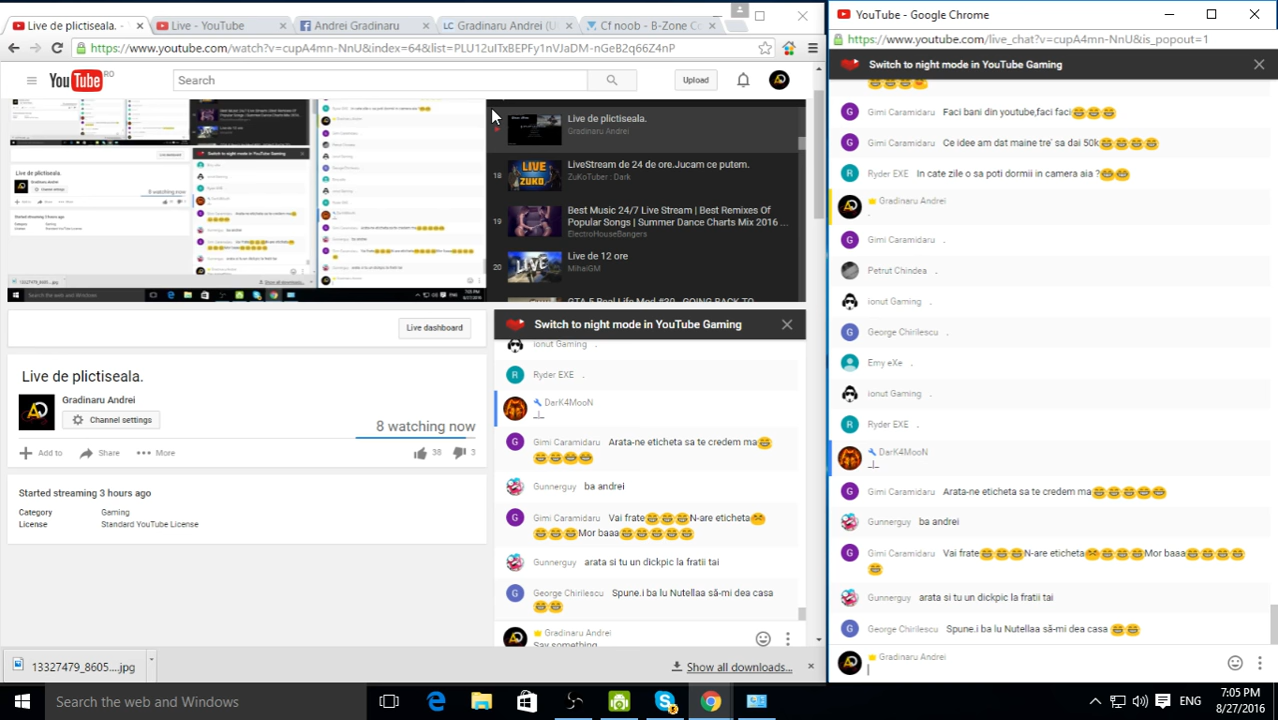 Live de plictiseala. -
Live - YouTube
Andrei Gradinaru
LC
Cf noob - B-Zone Ce
https://www.youtube.com/watch?v=cupA4mn-NnU&index=64&list=
YouTube RO
Search
Upload
Live de plictiseala.
Gradinaru Andrei
18
LiveStream de 24 de ore.Jucam ce putem.
ZuKoTuber : Dark
19
Best Music 24/7 Live Stream | Best Remixes Of
Popular Songs | Summer Dance Charts Mix 2016 ...
ElectroHouseBangers
20
Live de 12 ore
MihaiGM
Live dashboard
Live de plictiseala.
Gradinaru Andrei
Channel settings
8 watching now
Add to
Share
More
38
3
Started streaming 3 hours ago
Category Gaming
License Standard YouTube License
Switch to night mode in YouTube Gaming
ionut Gaming .
Ryder EXE .
DarK4MooN
_|_
Gimi Caramidaru Arata-ne eticheta sa te credem ma😂
😂😂😂😂
Gunnerguy ba andrei
Gimi Caramidaru Vai frate😂😂😂N-are eticheta😤
😂😂😂Mor baaa😂😂😂😂😂
Gunnerguy arata si tu un dickpic la fratii tai
George Chirilescu Spune.i ba lu Nutellaa să-mi dea casa
😂😂
Gradinaru Andrei
Say something...
13327479_8605....jpg
Show all downloads...
YouTube - Google Chrome
https://www.youtube.com/live_chat?v=cupA4mn-NnU&is_popout=1
Switch to night mode in YouTube Gaming
Gimi Caramidaru Faci bani din youtube,faci faci😂😂😂
Gimi Caramidaru Ce idee am dat maine tre' sa dai 50k😂😂😂😂
Ryder EXE In cate zile o sa poti dormii in camera aia ?😂😂
Gradinaru Andrei
.
Gimi Caramidaru .
Petrut Chindea .
ionut Gaming .
George Chirilescu .
Emy eXe .
ionut Gaming .
Ryder EXE .
DarK4MooN
_|_
Gimi Caramidaru Arata-ne eticheta sa te credem ma😂😂😂😂😂
Gunnerguy ba andrei
Gimi Caramidaru Vai frate😂😂😂N-are eticheta😤😂😂😂Mor baaa😂😂😂😂
😂
Gunnerguy arata si tu un dickpic la fratii tai
George Chirilescu Spune.i ba lu Nutellaa să-mi dea casa 😂😂
Gradinaru Andrei
Search the web and Windows
ENG
7:05 PM
8/27/2016